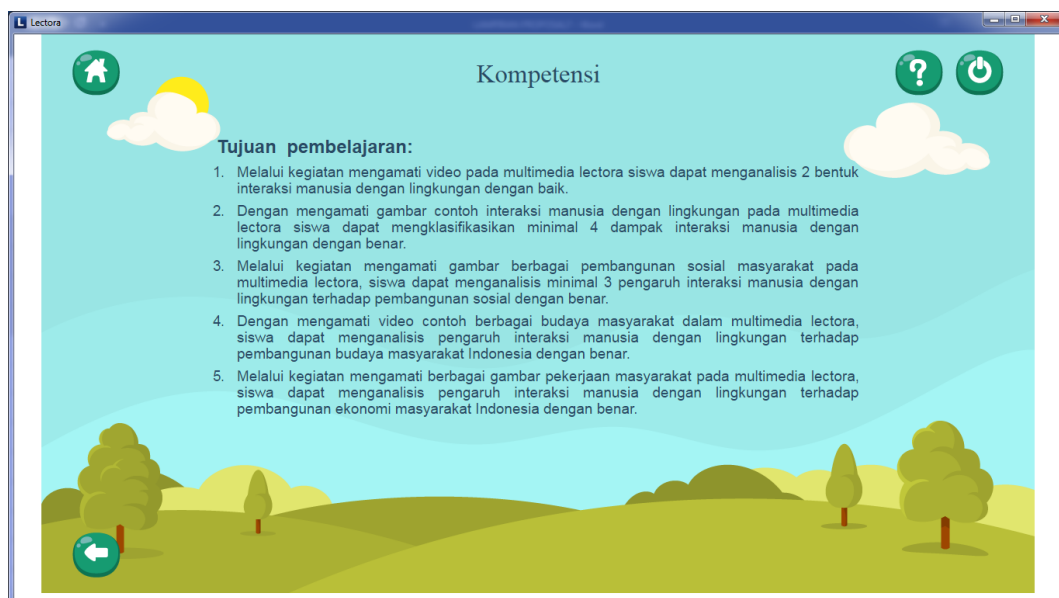 Lectora
Kompetensi
Tujuan pembelajaran:
1. Melalui kegiatan mengamati video pada multimedia lectora siswa dapat menganalisis 2 bentuk
interaksi manusia dengan lingkungan dengan baik.
2. Dengan mengamati gambar contoh interaksi manusia dengan lingkungan pada multimedia
lectora siswa dapat mengklasifikasikan minimal 4 dampak interaksi manusia dengan
lingkungan dengan benar.
3. Melalui kegiatan mengamati gambar berbagai pembangunan sosial masyarakat pada
multimedia lectora, siswa dapat menganalisis minimal 3 pengaruh interaksi manusia dengan
lingkungan terhadap pembangunan sosial dengan benar.
4. Dengan mengamati video contoh berbagai budaya masyarakat dalam multimedia lectora,
siswa dapat menganalisis pengaruh interaksi manusia dengan lingkungan terhadap
pembangunan budaya masyarakat Indonesia dengan benar.
5. Melalui kegiatan mengamati berbagai gambar pekerjaan masyarakat pada multimedia lectora,
siswa dapat menganalisis pengaruh interaksi manusia dengan lingkungan terhadap
pembangunan ekonomi masyarakat Indonesia dengan benar.